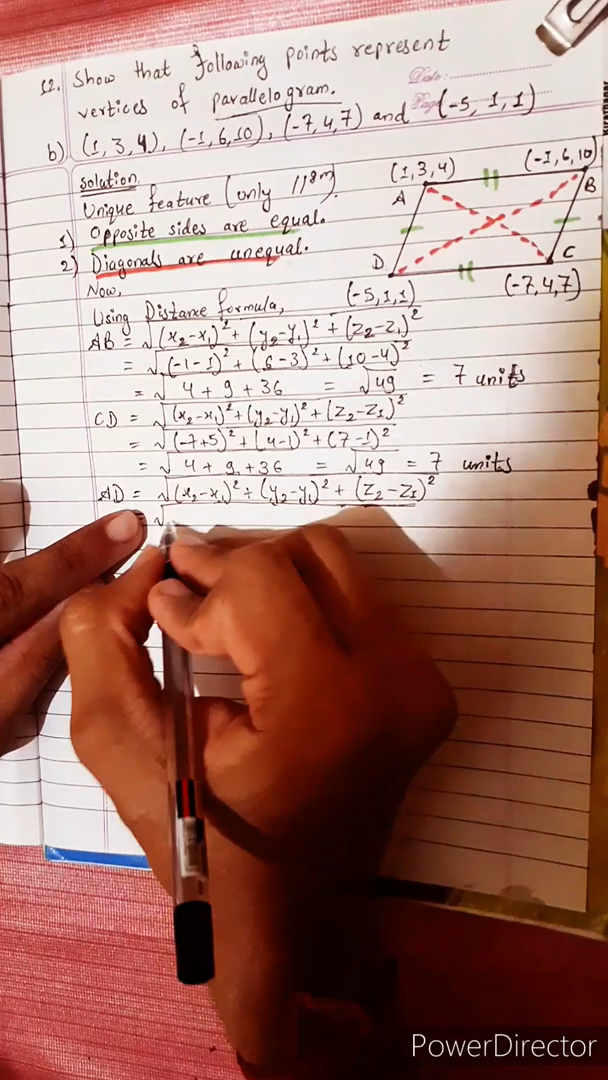 12. Show that following points represent
vertices of parallelogram.
Date:
Page
b) (1, 3, 4), (-1, 6, 10), (-7, 4, 7) and (-5, 1, 1)
solution.
Unique feature (only 11gm)
1) Opposite sides are equal.
2) Diagonals are unequal.
Now,
Using Distance formula,
(1, 3, 4)
(-1, 6, 10)
A
B
D
C
(-5, 1, 1)
(-7, 4, 7)
AB = √(x₂-x₁)² + (y₂-y₁)² + (z₂-z₁)²
= √(-1-1)² + (6-3)² + (10-4)²
= √4 + 9 + 36 = √49 = 7 units
CD = √(x₂-x₁)² + (y₂-y₁)² + (z₂-z₁)²
= √(-7+5)² + (4-1)² + (7-1)²
= √4 + 9 + 36 = √49 = 7 units
AD = √(x₂-x₁)² + (y₂-y₁)² + (z₂-z₁)²
= √
PowerDirector